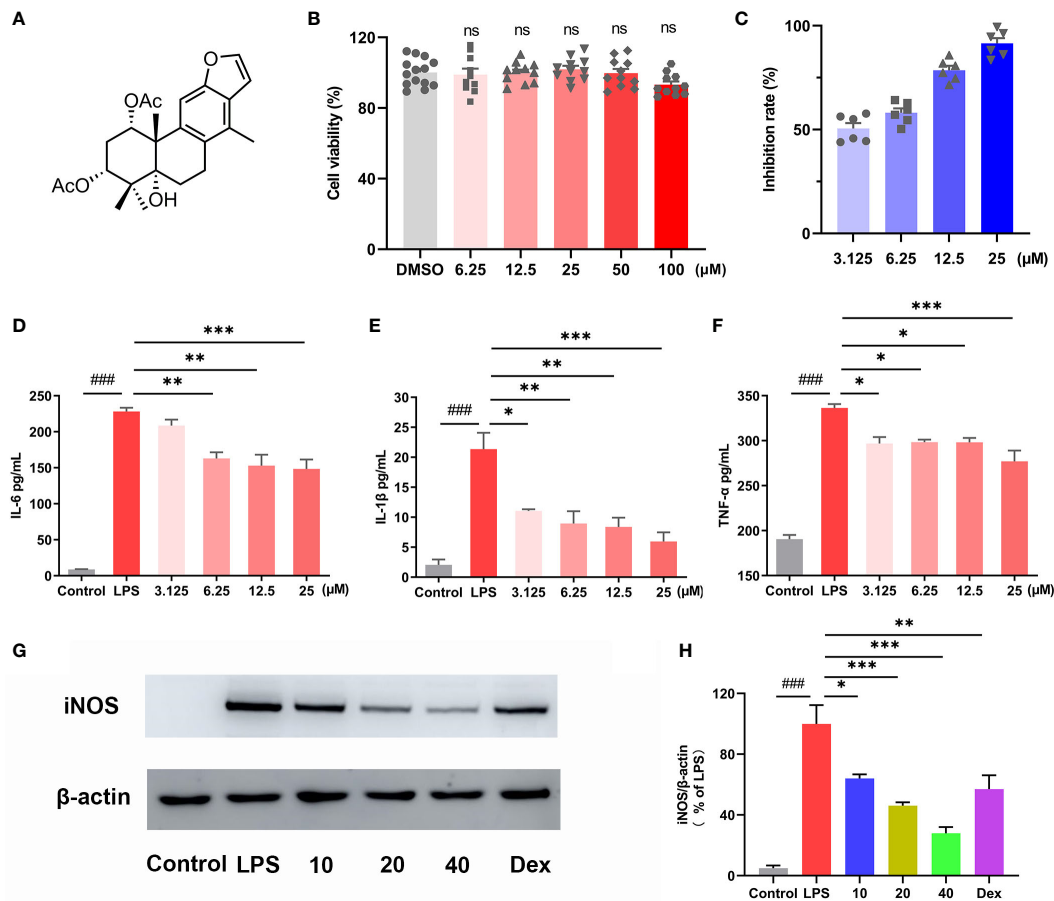 A
O
OAc
AcO
OH
B
Cell viability (%)
120
80
40
0
ns ns ns ns ns
DMSO 6.25 12.5 25 50 100 (μM)
C
Inhibition rate (%)
100
50
0
3.125 6.25 12.5 25 (μM)
D
IL-6 pg/mL
250
200
150
100
50
0
***
**
**
###
Control LPS 3.125 6.25 12.5 25 (μM)
E
IL-1β pg/mL
30
25
20
15
10
5
0
***
**
**
*
###
Control LPS 3.125 6.25 12.5 25 (μM)
F
TNF-α pg/mL
350
300
250
200
150
***
*
*
*
###
Control LPS 3.125 6.25 12.5 25 (μM)
G
iNOS
β-actin
Control LPS 10 20 40 Dex
H
iNOS/β-actin
( % of LPS)
120
80
40
0
**
***
***
*
###
Control LPS 10 20 40 Dex